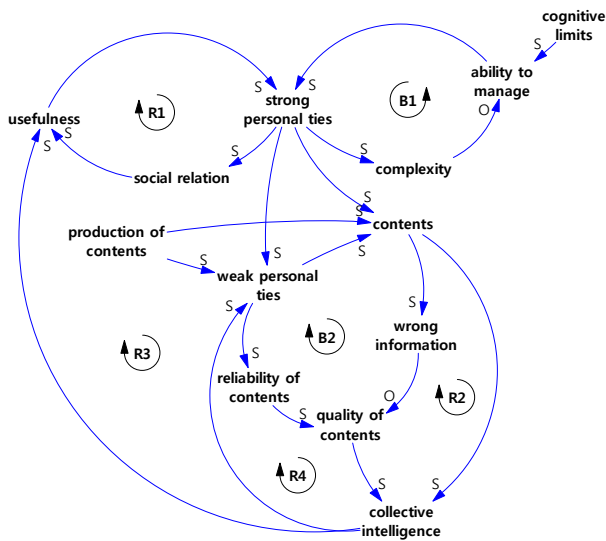 cognitive
limits
S
ability to
manage
O
S
S
strong
personal ties
usefulness
S
S
R1
B1
S
S
social relation
complexity
S
S
contents
production of
contents
S
S
S
weak personal
ties
S
S
wrong
information
B2
R3
S
reliability of
contents
O
R2
S
quality of
contents
R4
S
S
collective
intelligence